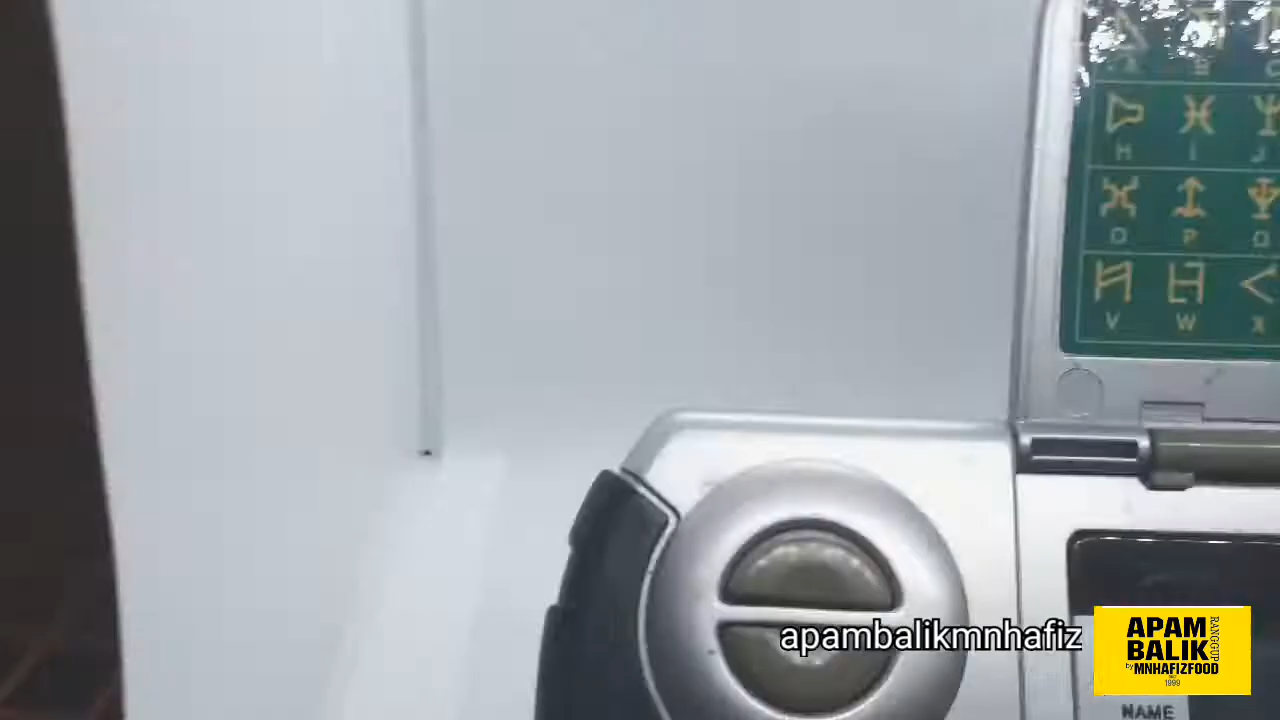 H I J
O P Q
V W X
apambalikmnhafiz
APAM
BALIK
RANGGUP
by MNHAFIZFOOD
1999
NAME